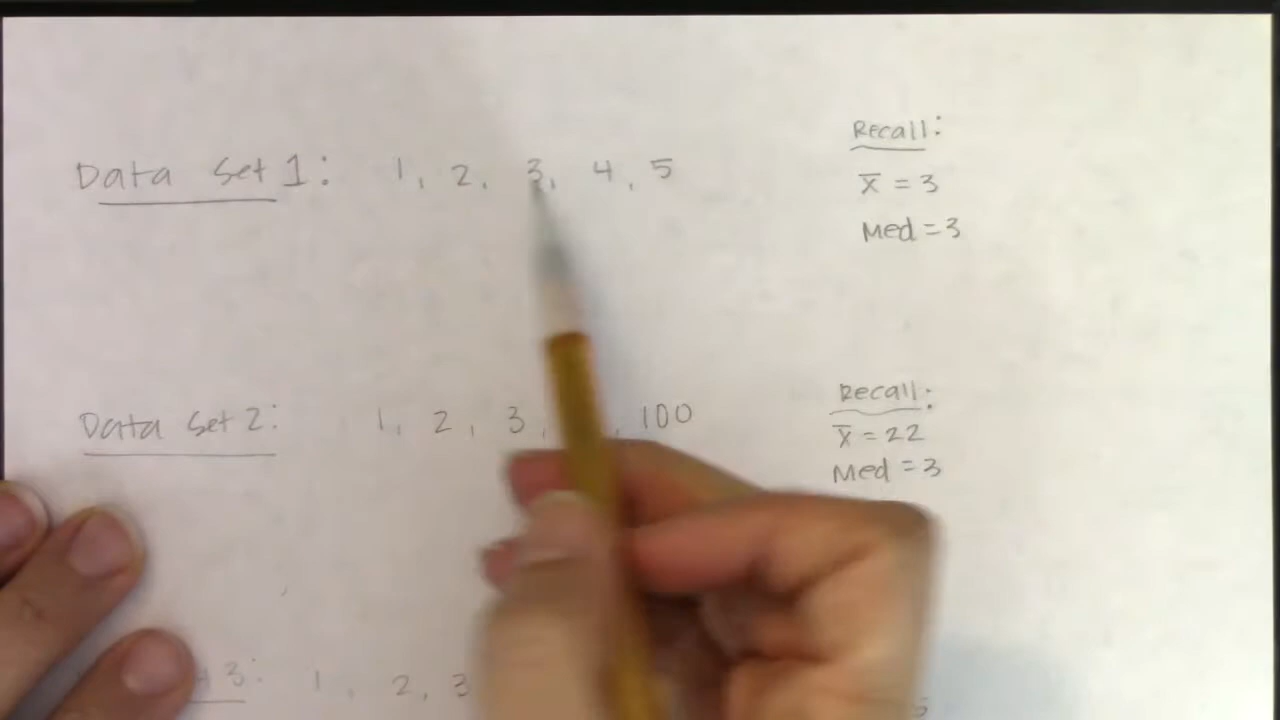 Data Set 1: 1, 2, 3, 4, 5
Recall:
x̄ = 3
Med = 3
Data Set 2: 1, 2, 3, , 100
Recall:
x̄ = 22
Med = 3
3: 1, 2, 3